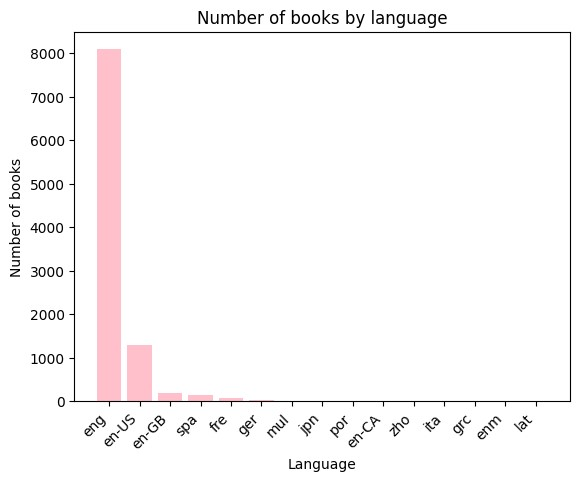 Number of books by language
Number of books
8000
7000
6000
5000
4000
3000
2000
1000
0
eng
en-US
en-GB
spa
fre
ger
mul
jpn
por
en-CA
zho
ita
grc
enm
lat
Language